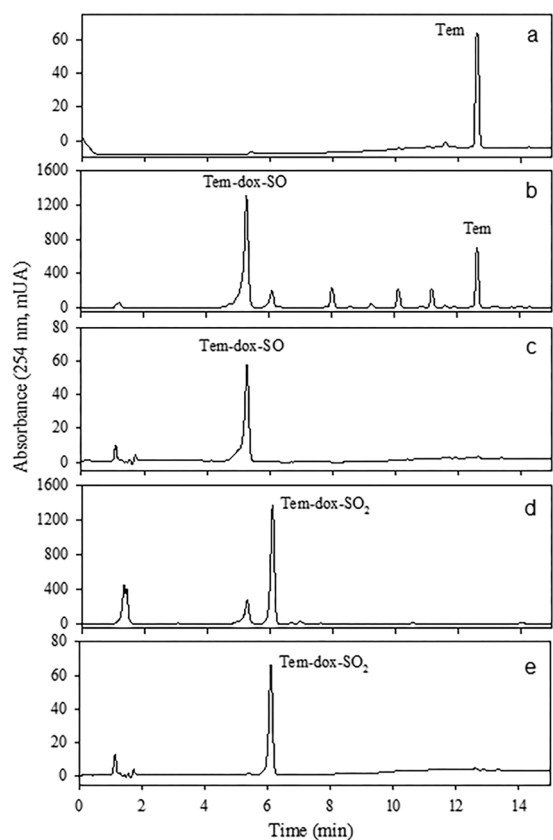 Absorbance (254 nm, mUA)
Tem a
60
40
20
0
1600
Tem-dox-SO b
1200
Tem
800
400
0
80
Tem-dox-SO c
60
40
20
0
1600
Tem-dox-SO₂ d
1200
800
400
0
80
Tem-dox-SO₂ e
60
40
20
0
0 2 4 6 8 10 12 14
Time (min)